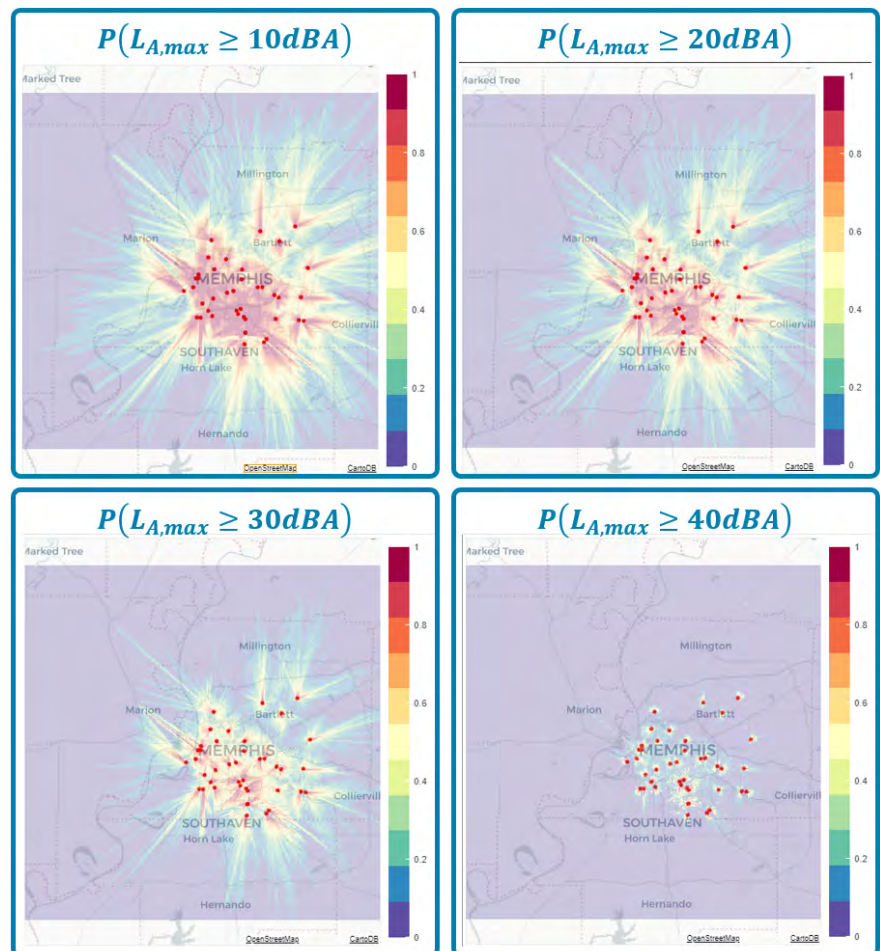 P(L_{A,max} ≥ 10dBA)
Marked Tree
Millington
Marion
Bartlett
MEMPHIS
Collierville
SOUTHAVEN
Horn Lake
Hernando
OpenStreetMap CartoDB
1
0.8
0.6
0.4
0.2
0
P(L_{A,max} ≥ 20dBA)
Marked Tree
Millington
Marion
Bartlett
MEMPHIS
Colliervill
SOUTHAVEN
Horn Lake
Hernando
OpenStreetMap CartoDB
1
0.8
0.6
0.4
0.2
0
P(L_{A,max} ≥ 30dBA)
Marked Tree
Millington
Marion
Bartlett
MEMPHIS
Colliervill
SOUTHAVEN
Horn Lake
Hernando
OpenStreetMap CartoDB
1
0.8
0.6
0.4
0.2
0
P(L_{A,max} ≥ 40dBA)
Marked Tree
Millington
Marion
Bartlett
MEMPHIS
Colliervill
SOUTHAVEN
Horn Lake
Hernando
OpenStreetMap CartoDB
1
0.8
0.6
0.4
0.2
0